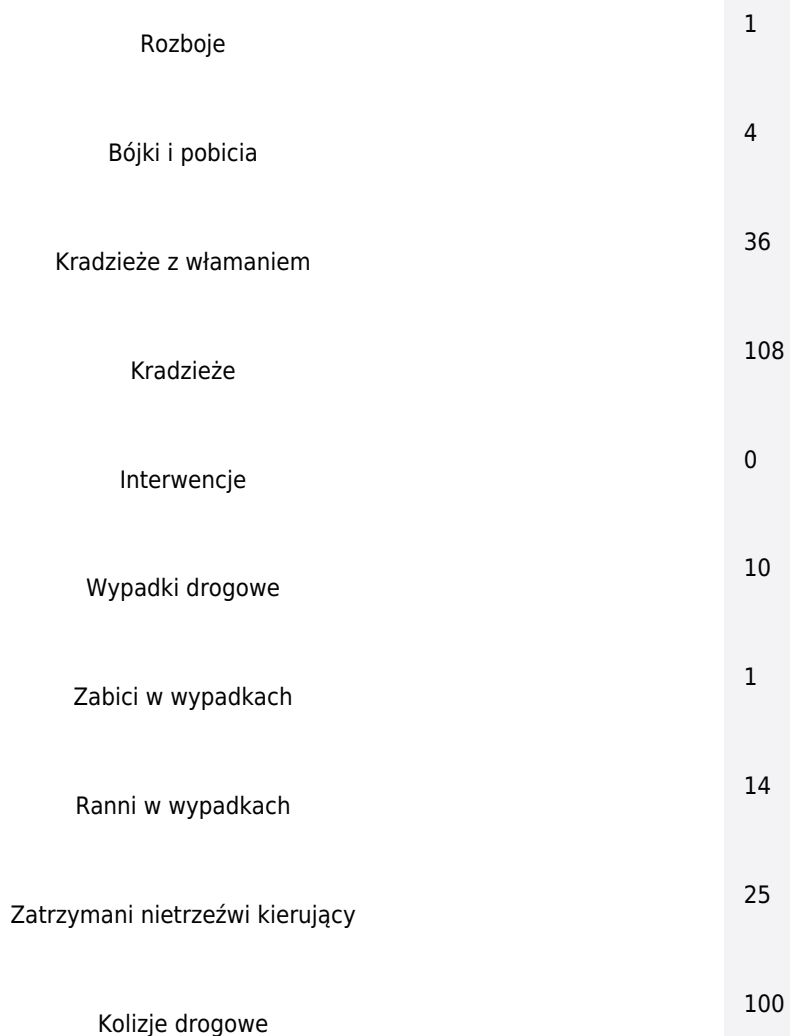 Rozboje 1
Bójki i pobicia 4
Kradzieże z włamaniem 36
Kradzieże 108
Interwencje 0
Wypadki drogowe 10
Zabici w wypadkach 1
Ranni w wypadkach 14
Zatrzymani nietrzeźwi kierujący 25
Kolizje drogowe 100